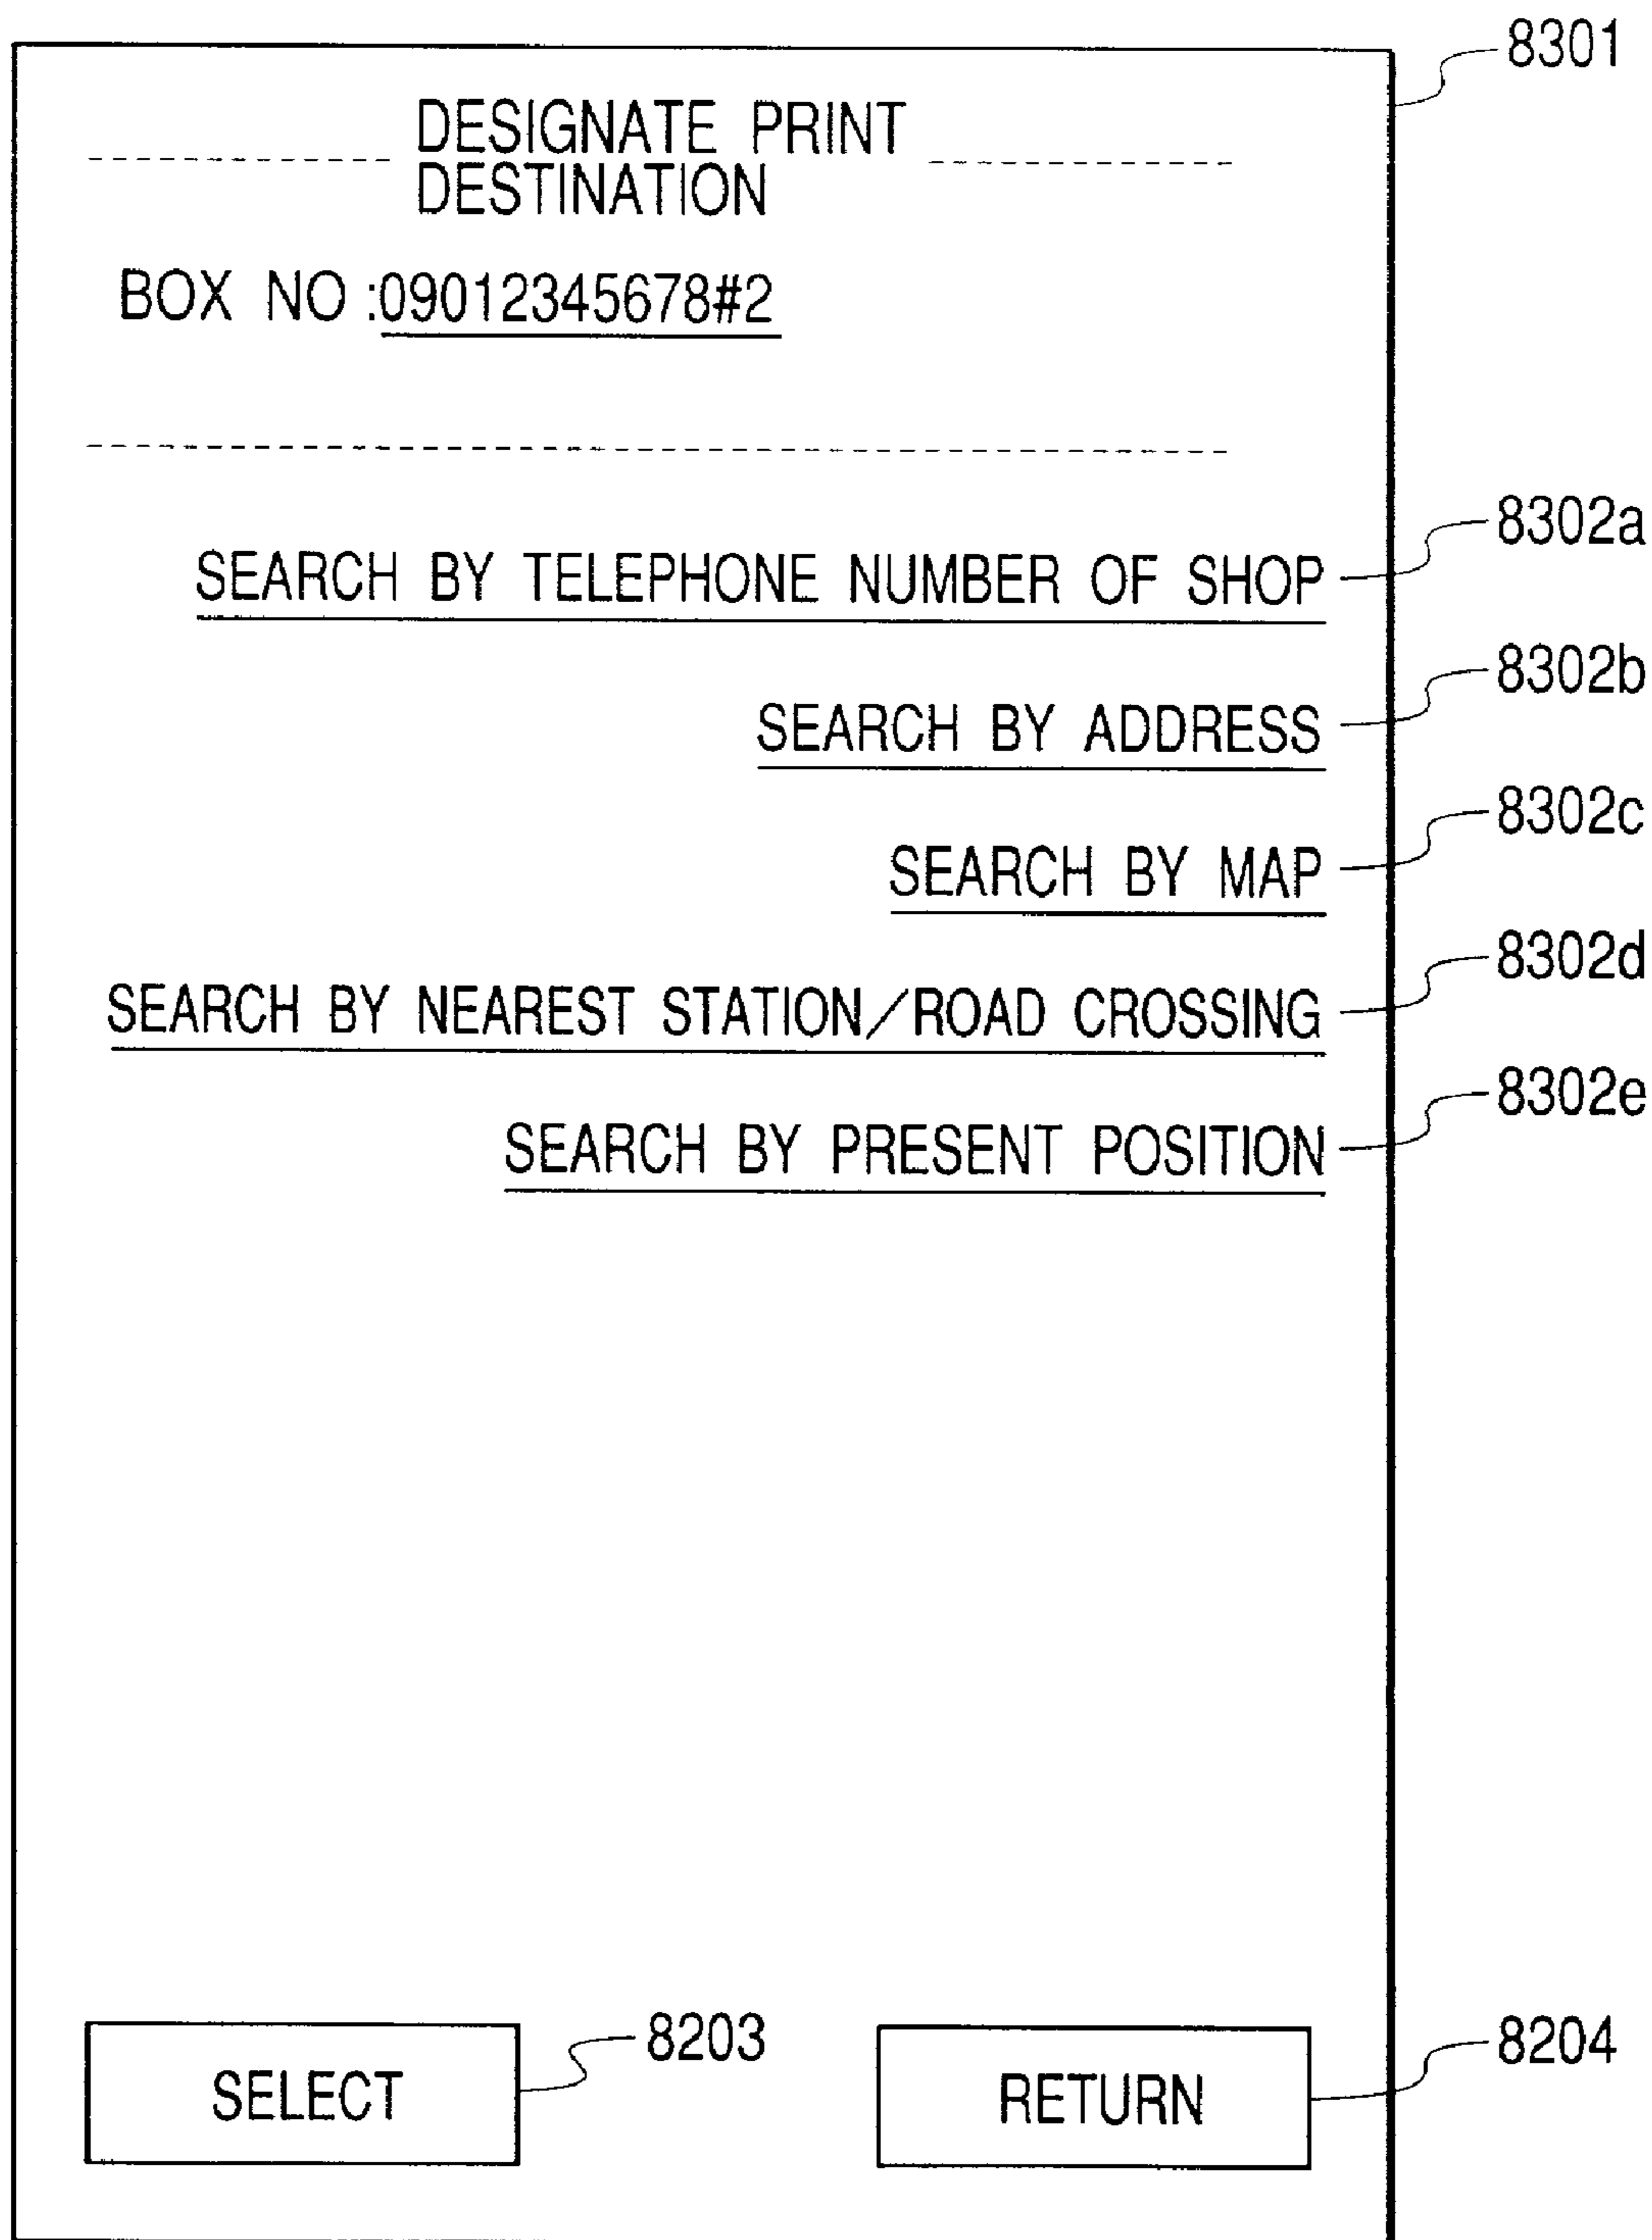 8301
DESIGNATE PRINT
DESTINATION
BOX NO :09012345678#2
8302a
SEARCH BY TELEPHONE NUMBER OF SHOP
8302b
SEARCH BY ADDRESS
8302c
SEARCH BY MAP
8302d
SEARCH BY NEAREST STATION/ROAD CROSSING
8302e
SEARCH BY PRESENT POSITION
8203
8204
SELECT
RETURN